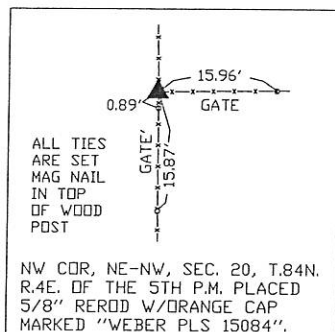 15.96'
0.89'
GATE
GATE'
15.87'
ALL TIES
ARE SET
MAG NAIL
IN TOP
OF WOOD
POST
NW COR, NE-NW, SEC. 20, T.84N.
R.4E. OF THE 5TH P.M. PLACED
5/8" REROD W/ORANGE CAP
MARKED "WEBER PLS 15084".